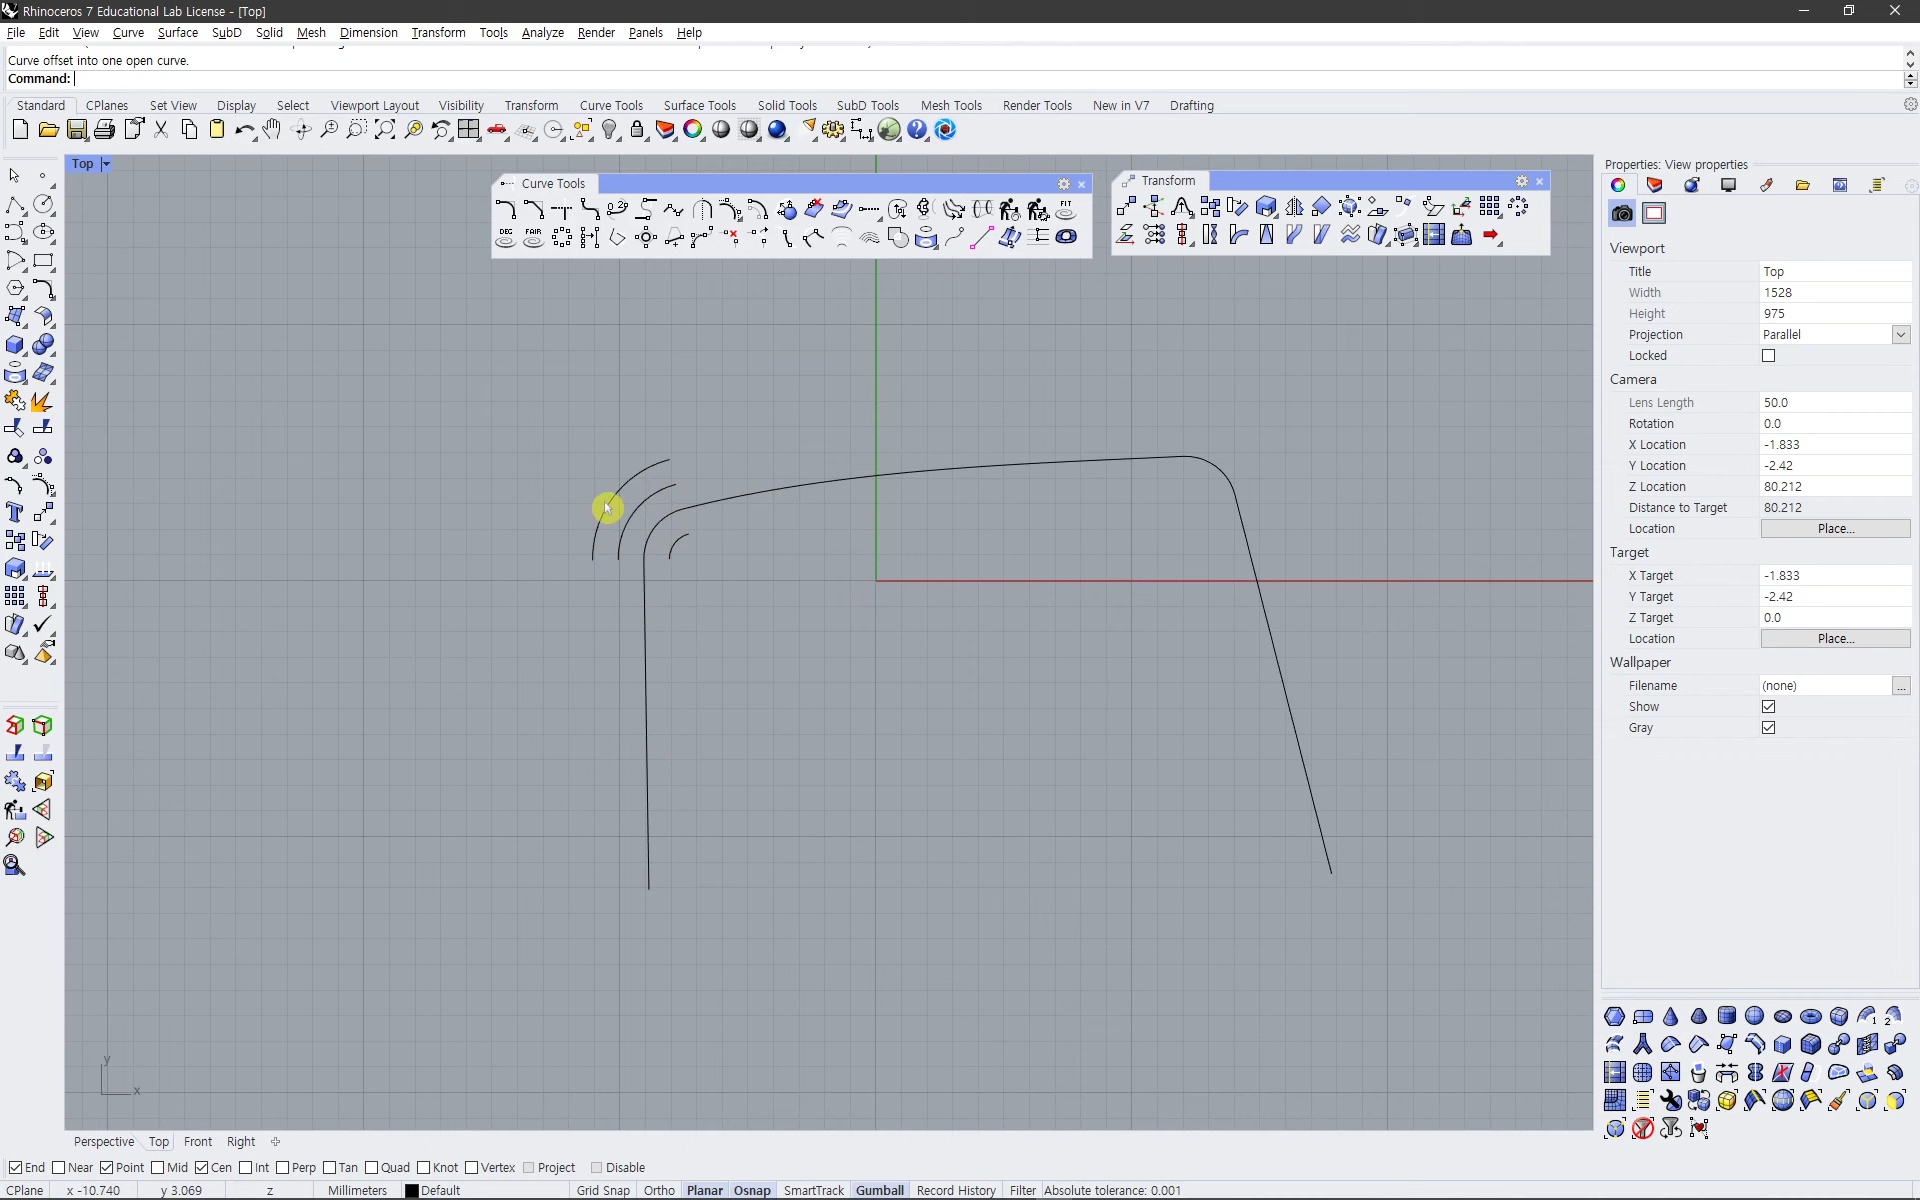 Rhinoceros 7 Educational Lab License - [Top]
File Edit View Curve Surface SubD Solid Mesh Dimension Transform Tools Analyze Render Panels Help
Curve offset into one open curve.
Command:
Standard CPlanes Set View Display Select Viewport Layout Visibility Transform Curve Tools Surface Tools Solid Tools SubD Tools Mesh Tools Render Tools New in V7 Drafting
Top
Curve Tools
FIT
DEG FAIR
Transform
Properties: View properties
Viewport
Title Top
Width 1528
Height 975
Projection Parallel
Locked
Camera
Lens Length 50.0
Rotation 0.0
X Location -1.833
Y Location -2.42
Z Location 80.212
Distance to Target 80.212
Location Place...
Target
X Target -1.833
Y Target -2.42
Z Target 0.0
Location Place...
Wallpaper
Filename (none) ...
Show
Gray
y
x
Perspective Top Front Right
End Near Point Mid Cen Int Perp Tan Quad Knot Vertex Project Disable
CPlane x -10.740 y 3.069 z Millimeters Default Grid Snap Ortho Planar Osnap SmartTrack Gumball Record History Filter Absolute tolerance: 0.001